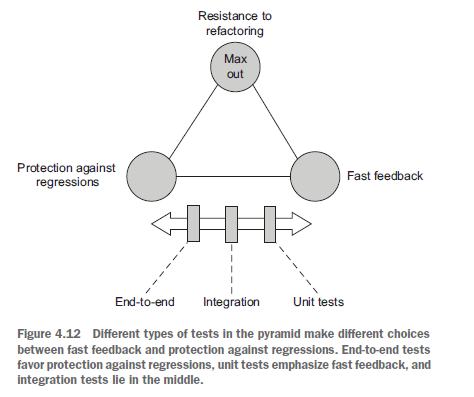 Resistance to
refactoring
Max
out
Protection against
regressions
Fast feedback
End-to-end
Integration
Unit tests
Figure 4.12 Different types of tests in the pyramid make different choices
between fast feedback and protection against regressions. End-to-end tests
favor protection against regressions, unit tests emphasize fast feedback, and
integration tests lie in the middle.